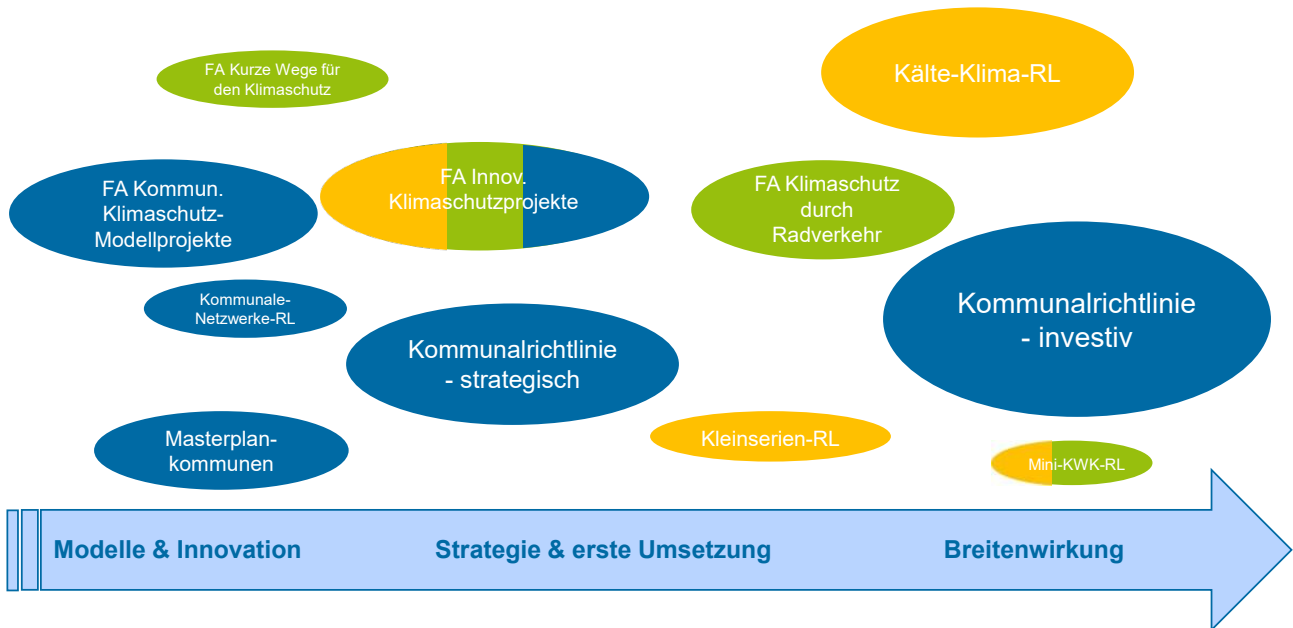 FA Kurze Wege für
den Klimaschutz
Kälte-Klima-RL
FA Kommun.
Klimaschutz-
Modellprojekte
FA Innov.
Klimaschutzprojekte
FA Klimaschutz
durch
Radverkehr
Kommunale-
Netzwerke-RL
Kommunalrichtlinie
- strategisch
Kommunalrichtlinie
- investiv
Masterplan-
kommunen
Kleinserien-RL
Mini-KWK-RL
Modelle & Innovation
Strategie & erste Umsetzung
Breitenwirkung